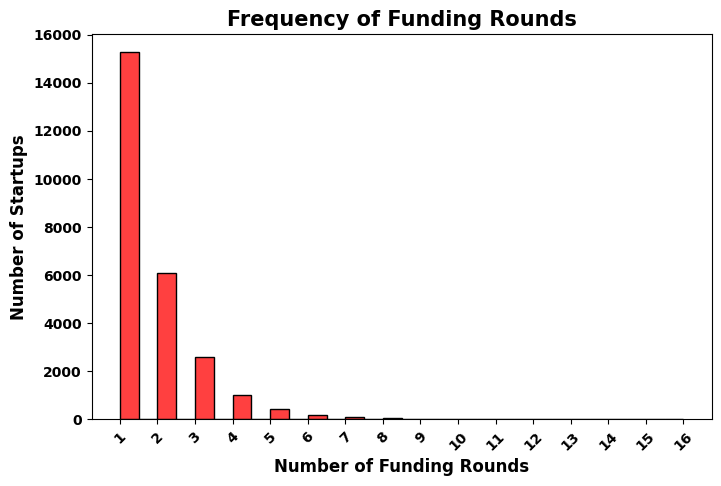 Frequency of Funding Rounds
Number of Startups
16000
14000
12000
10000
8000
6000
4000
2000
0
1 2 3 4 5 6 7 8 9 10 11 12 13 14 15 16
Number of Funding Rounds